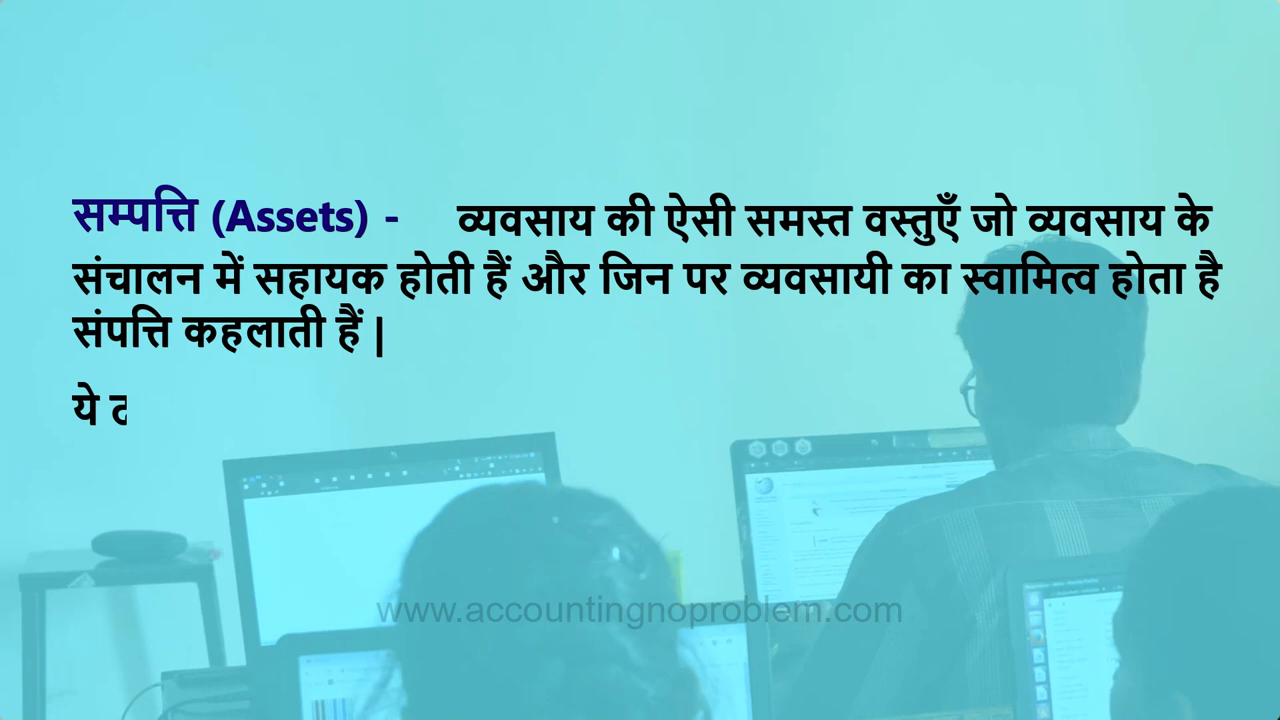 सम्पत्ति (Assets) - व्यवसाय की ऐसी समस्त वस्तुएँ जो व्यवसाय के
संचालन में सहायक होती हैं और जिन पर व्यवसायी का स्वामित्व होता है
संपत्ति कहलाती हैं |
ये
www.accountingnoproblem.com